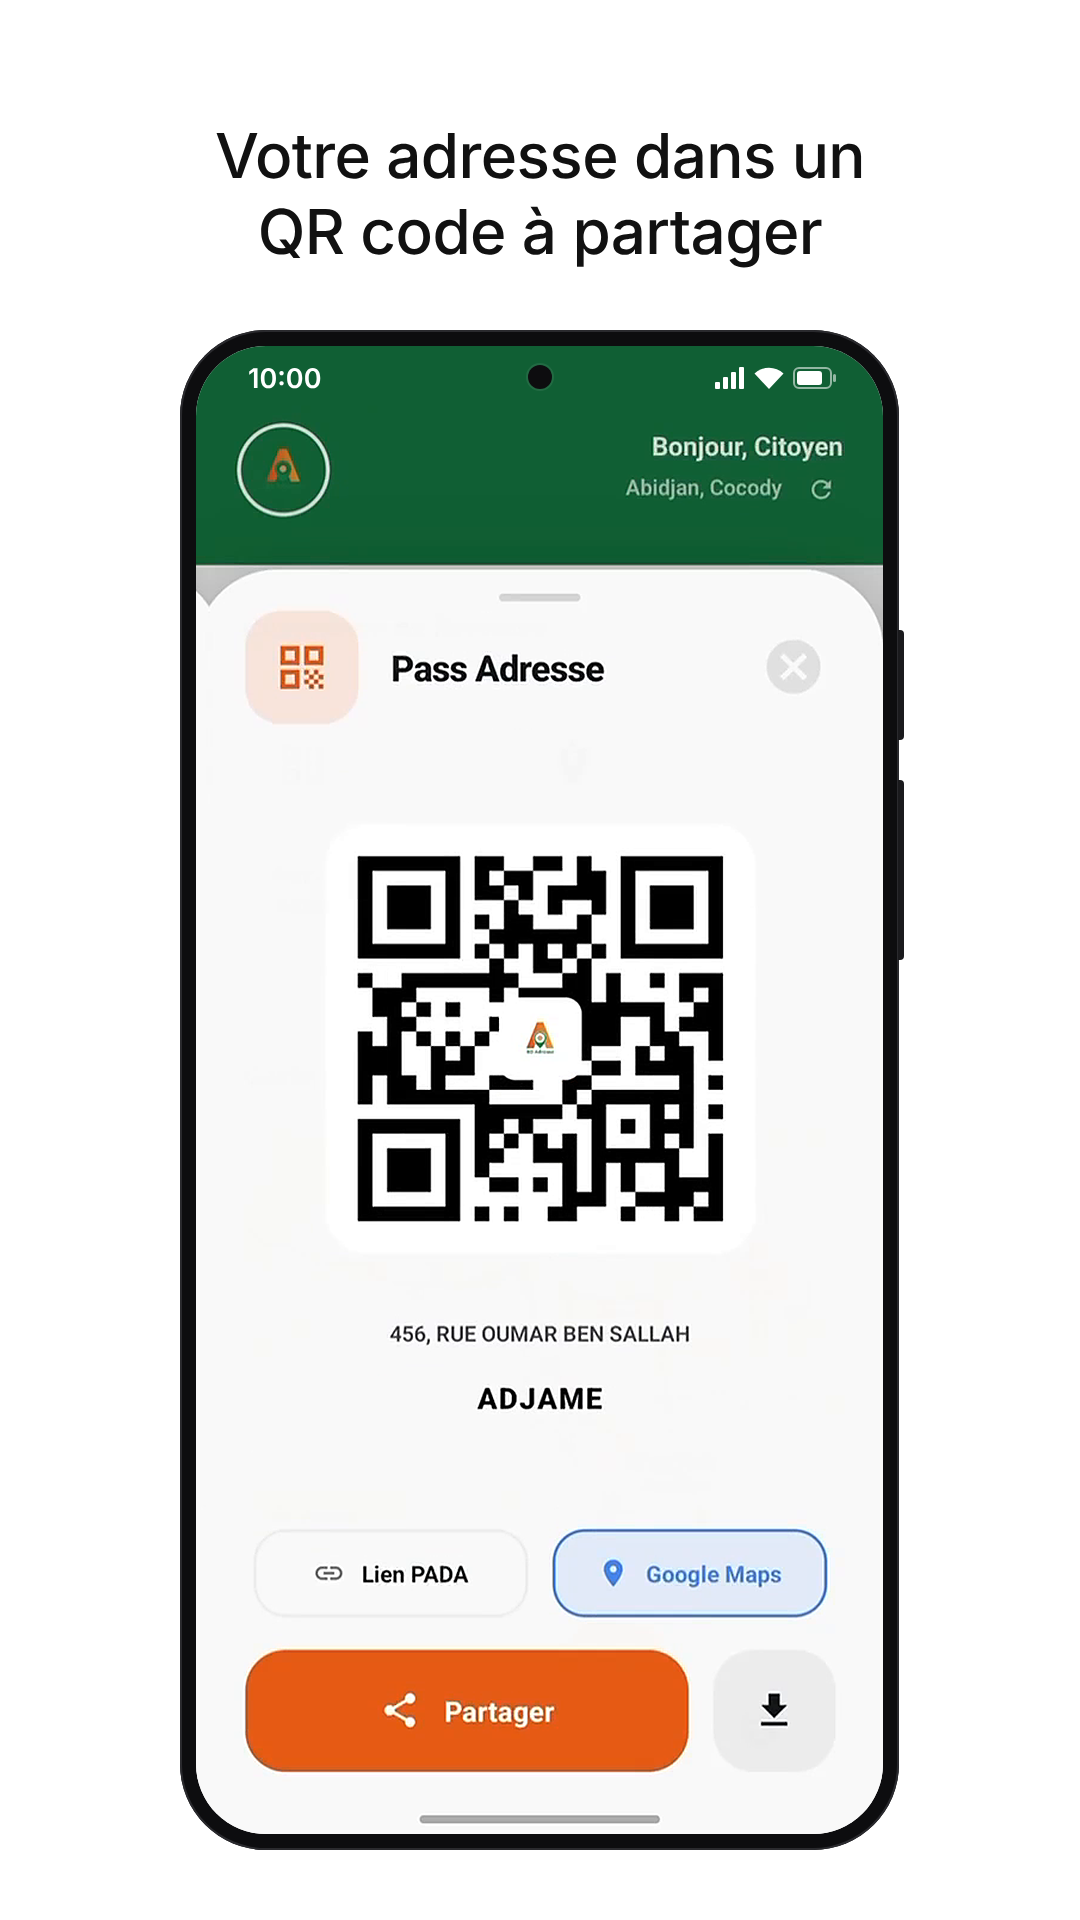 Votre adresse dans un
QR code à partager
10:00
Bonjour, Citoyen
Abidjan, Cocody
Pass Adresse
456, RUE OUMAR BEN SALLAH
ADJAME
Lien PADA
Google Maps
Partager